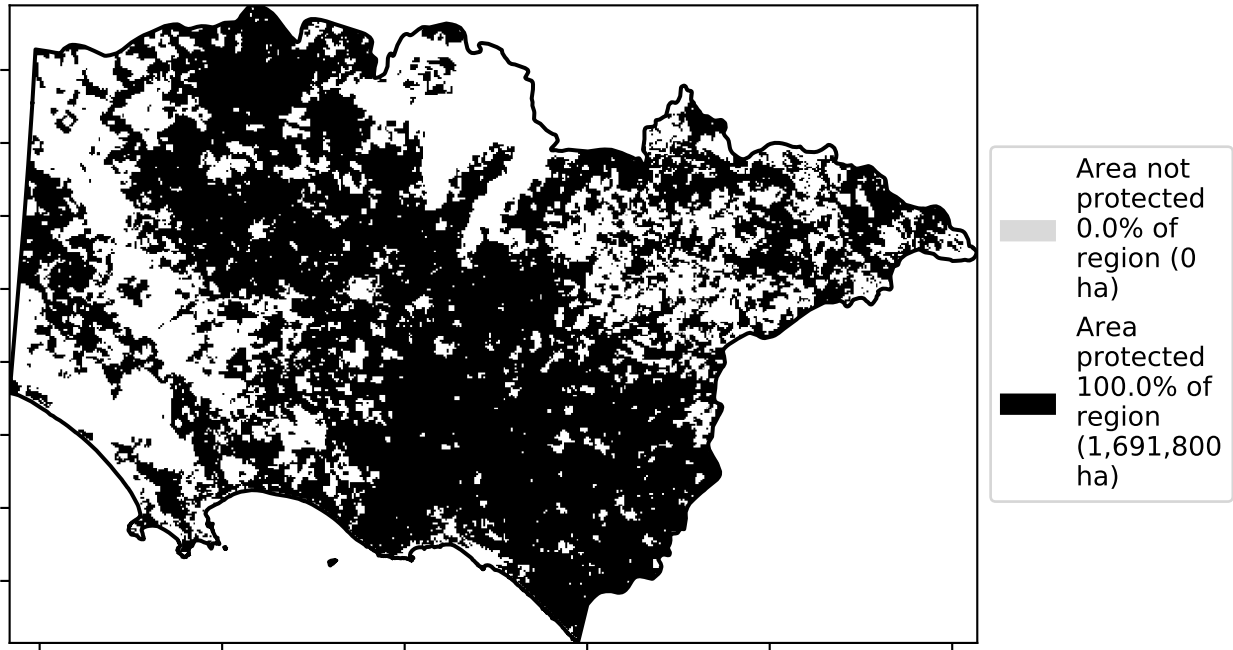 Area not
protected
0.0% of
region (0
ha)
Area
protected
100.0% of
region
(1,691,800
ha)